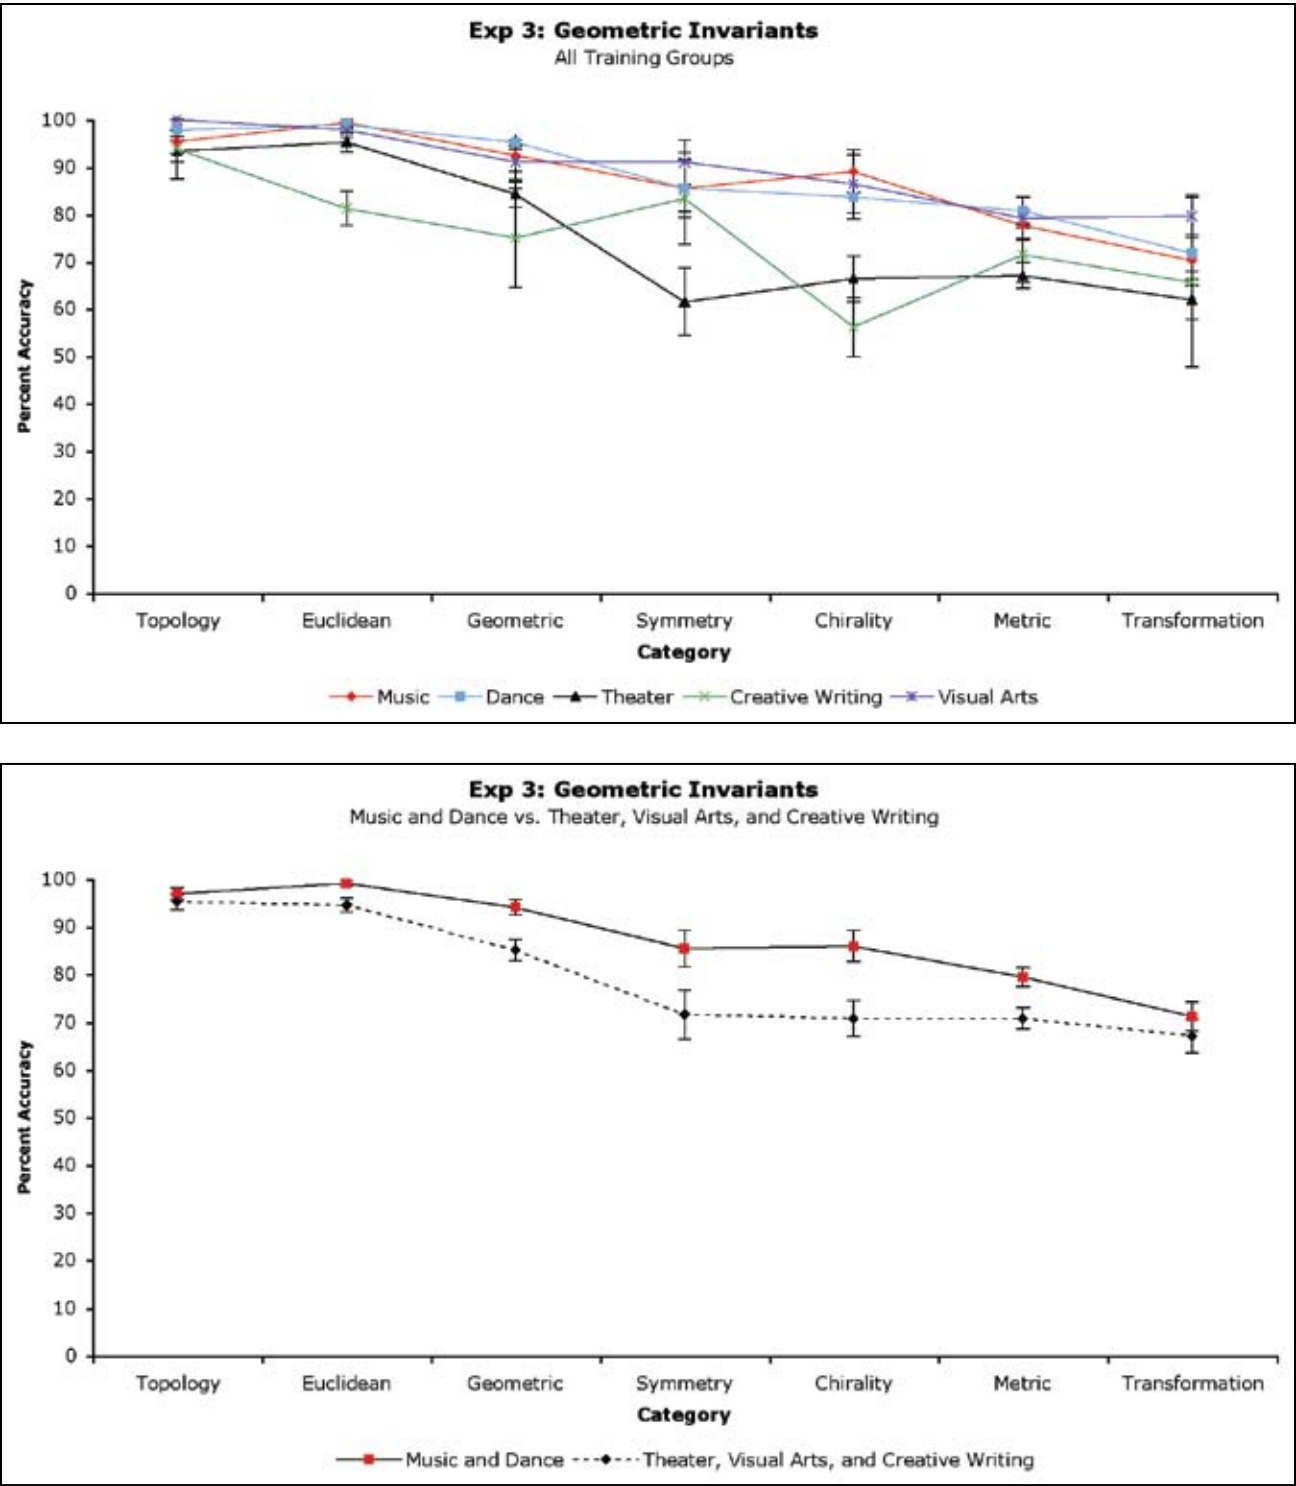 Exp 3: Geometric Invariants
All Training Groups
100
90
80
70
60
50
40
30
20
10
0
Percent Accuracy
Topology Euclidean Geometric Symmetry Chirality Metric Transformation
Category
Music Dance Theater Creative Writing Visual Arts
Exp 3: Geometric Invariants
Music and Dance vs. Theater, Visual Arts, and Creative Writing
100
90
80
70
60
50
40
30
20
10
0
Percent Accuracy
Topology Euclidean Geometric Symmetry Chirality Metric Transformation
Category
Music and Dance Theater, Visual Arts, and Creative Writing